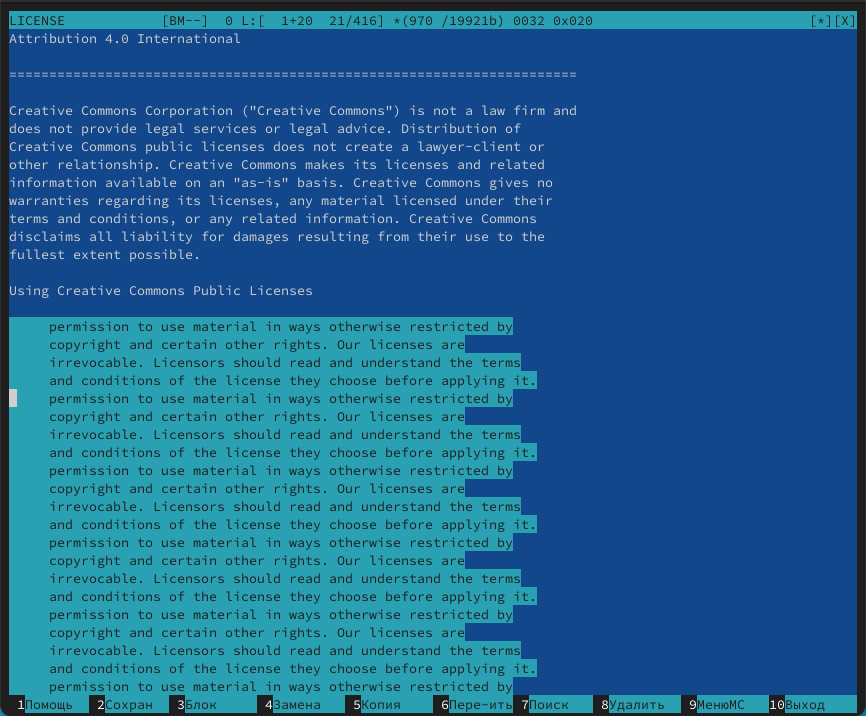 LICENSE [BM--] 0 L:[ 1+20 21/416] *(970 /19921b) 0032 0x020 [*][X]
Attribution 4.0 International
=======================================================================
Creative Commons Corporation ("Creative Commons") is not a law firm and
does not provide legal services or legal advice. Distribution of
Creative Commons public licenses does not create a lawyer-client or
other relationship. Creative Commons makes its licenses and related
information available on an "as-is" basis. Creative Commons gives no
warranties regarding its licenses, any material licensed under their
terms and conditions, or any related information. Creative Commons
disclaims all liability for damages resulting from their use to the
fullest extent possible.
Using Creative Commons Public Licenses
permission to use material in ways otherwise restricted by
copyright and certain other rights. Our licenses are
irrevocable. Licensors should read and understand the terms
and conditions of the license they choose before applying it.
permission to use material in ways otherwise restricted by
copyright and certain other rights. Our licenses are
irrevocable. Licensors should read and understand the terms
and conditions of the license they choose before applying it.
permission to use material in ways otherwise restricted by
copyright and certain other rights. Our licenses are
irrevocable. Licensors should read and understand the terms
and conditions of the license they choose before applying it.
permission to use material in ways otherwise restricted by
copyright and certain other rights. Our licenses are
irrevocable. Licensors should read and understand the terms
and conditions of the license they choose before applying it.
permission to use material in ways otherwise restricted by
copyright and certain other rights. Our licenses are
irrevocable. Licensors should read and understand the terms
and conditions of the license they choose before applying it.
permission to use material in ways otherwise restricted by
1Помощь 2Сохран 3Блок 4Замена 5Копия 6Пере~ить 7Поиск 8Удалить 9МенюMC 10Выход